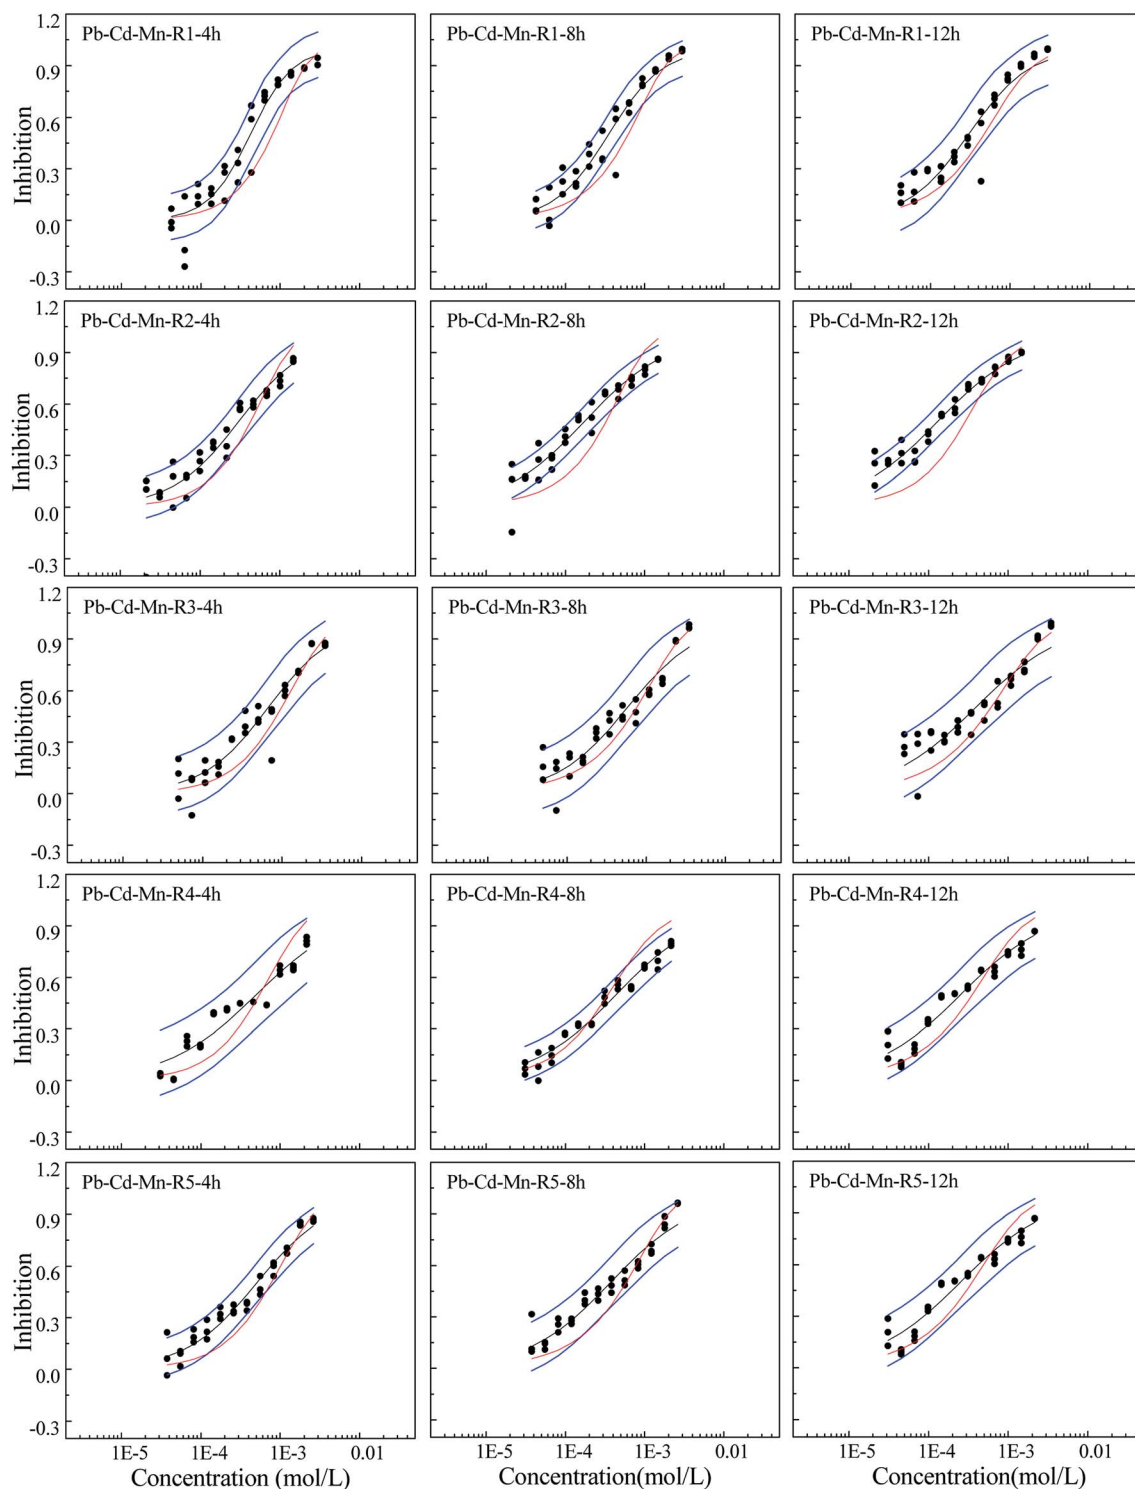 1.2
0.9
0.6
0.3
0.0
-0.3
Inhibition
Pb-Cd-Mn-R1-4h
Pb-Cd-Mn-R1-8h
Pb-Cd-Mn-R1-12h
1.2
0.9
0.6
0.3
0.0
-0.3
Inhibition
Pb-Cd-Mn-R2-4h
Pb-Cd-Mn-R2-8h
Pb-Cd-Mn-R2-12h
1.2
0.9
0.6
0.3
0.0
-0.3
Inhibition
Pb-Cd-Mn-R3-4h
Pb-Cd-Mn-R3-8h
Pb-Cd-Mn-R3-12h
1.2
0.9
0.6
0.3
0.0
-0.3
Inhibition
Pb-Cd-Mn-R4-4h
Pb-Cd-Mn-R4-8h
Pb-Cd-Mn-R4-12h
1.2
0.9
0.6
0.3
0.0
-0.3
Inhibition
Pb-Cd-Mn-R5-4h
Pb-Cd-Mn-R5-8h
Pb-Cd-Mn-R5-12h
1E-5 1E-4 1E-3 0.01
1E-5 1E-4 1E-3 0.01
1E-5 1E-4 1E-3 0.01
Concentration (mol/L)
Concentration(mol/L)
Concentration(mol/L)